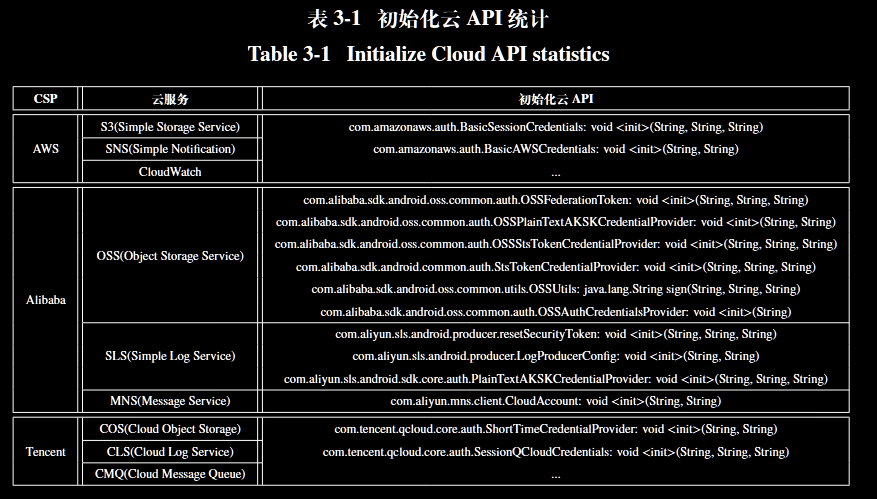 表 3-1 初始化云 API 统计
Table 3-1 Initialize Cloud API statistics
CSP 云服务 初始化云 API
AWS
S3(Simple Storage Service) com.amazonaws.auth.BasicSessionCredentials: void <init>(String, String, String)
SNS(Simple Notification) com.amazonaws.auth.BasicAWSCredentials: void <init>(String, String)
CloudWatch ...
Alibaba
OSS(Object Storage Service)
com.alibaba.sdk.android.oss.common.auth.OSSFederationToken: void <init>(String, String, String)
com.alibaba.sdk.android.oss.common.auth.OSSPlainTextAKSKCredentialProvider: void <init>(String, String)
com.alibaba.sdk.android.oss.common.auth.OSSStsTokenCredentialProvider: void <init>(String, String, String)
com.alibaba.sdk.android.common.auth.StsTokenCredentialProvider: void <init>(String, String, String)
com.alibaba.sdk.android.oss.common.utils.OSSUtils: java.lang.String sign(String, String, String)
com.alibaba.sdk.android.oss.common.auth.OSSAuthCredentialsProvider: void <init>(String)
SLS(Simple Log Service)
com.aliyun.sls.android.producer.resetSecurityToken: void <init>(String, String, String)
com.aliyun.sls.android.producer.LogProducerConfig: void <init>(String, String)
com.aliyun.sls.android.sdk.core.auth.PlainTextAKSKCredentialProvider: void <init>(String, String, String)
MNS(Message Service) com.aliyun.mns.client.CloudAccount: void <init>(String, String)
Tencent
COS(Cloud Object Storage) com.tencent.qcloud.core.auth.ShortTimeCredentialProvider: void <init>(String, String)
CLS(Cloud Log Service) com.tencent.qcloud.core.auth.SessionQCloudCredentials: void <init>(String, String, String)
CMQ(Cloud Message Queue) ...